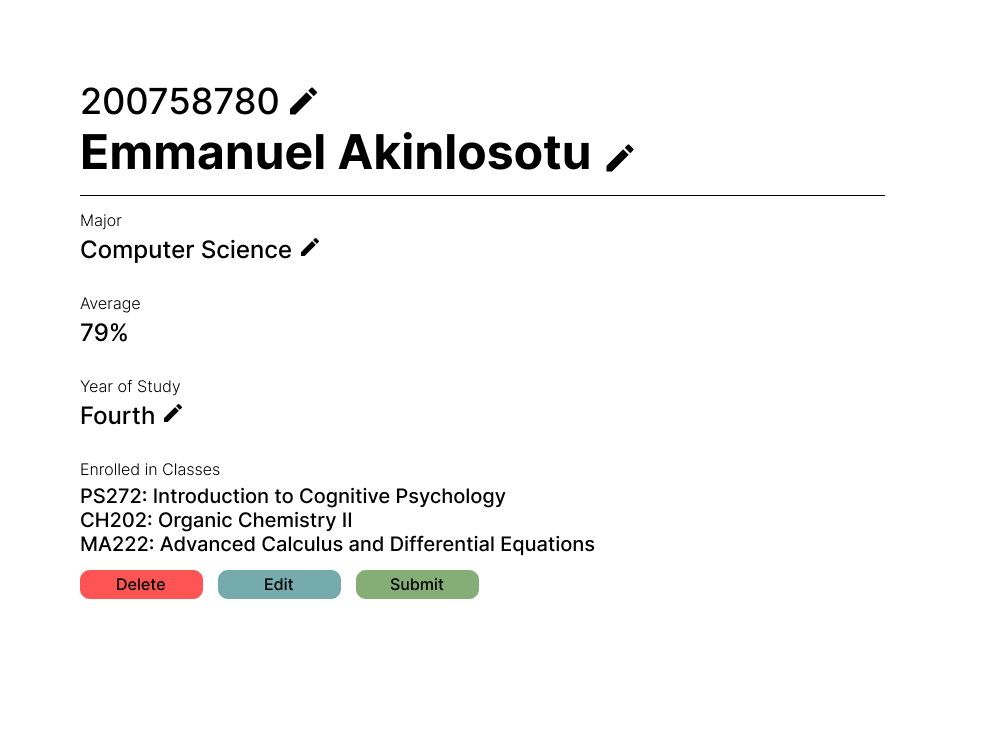 200758780
Emmanuel Akinlosotu
Major
Computer Science
Average
79%
Year of Study
Fourth
Enrolled in Classes
PS272: Introduction to Cognitive Psychology
CH202: Organic Chemistry II
MA222: Advanced Calculus and Differential Equations
Delete Edit Submit